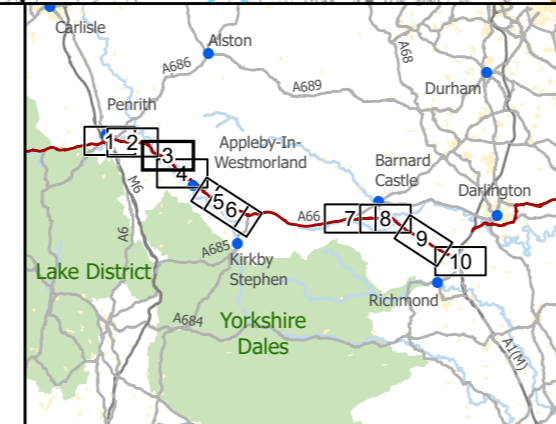 Carlisle
Alston
A686
A689
A68
Durham
Penrith
1
2
3
4
5
6
Appleby-In-
Westmorland
Barnard
Castle
Darlington
M6
A6
A66
7
8
9
10
A685
Kirkby
Stephen
Lake District
Richmond
A684
Yorkshire
Dales
A1(M)